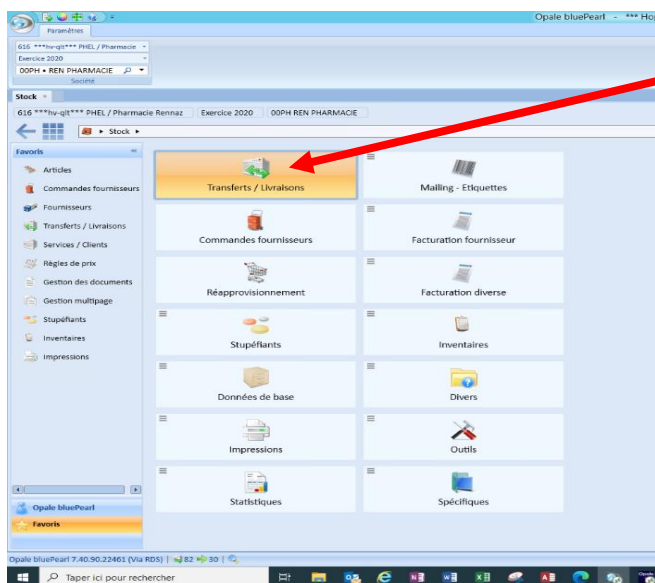 Opale bluePearl - *** Hop
Paramètres
616 ***hv-qlt*** PHEL / Pharmacie
Exercice 2020
OOPH • REN PHARMACIE
Société
Stock
616 ***hv-qlt*** PHEL / Pharmacie Rennaz Exercice 2020 OOPH REN PHARMACIE
Stock
Favoris
Articles
Commandes fournisseurs
Fournisseurs
Transferts / Livraisons
Services / Clients
Règles de prix
Gestion des documents
Gestion multipage
Stupéfiants
Inventaires
Impressions
Opale bluePearl
Favoris
Transferts / Livraisons Mailing - Etiquettes
Commandes fournisseurs Facturation fournisseur
Réapprovisionnement Facturation diverse
Stupéfiants Inventaires
Données de base Divers
Impressions Outils
Statistiques Spécifiques
Opale bluePearl 7.40.90.22461 (Via RDS) | 82 30 |
Taper ici pour rechercher